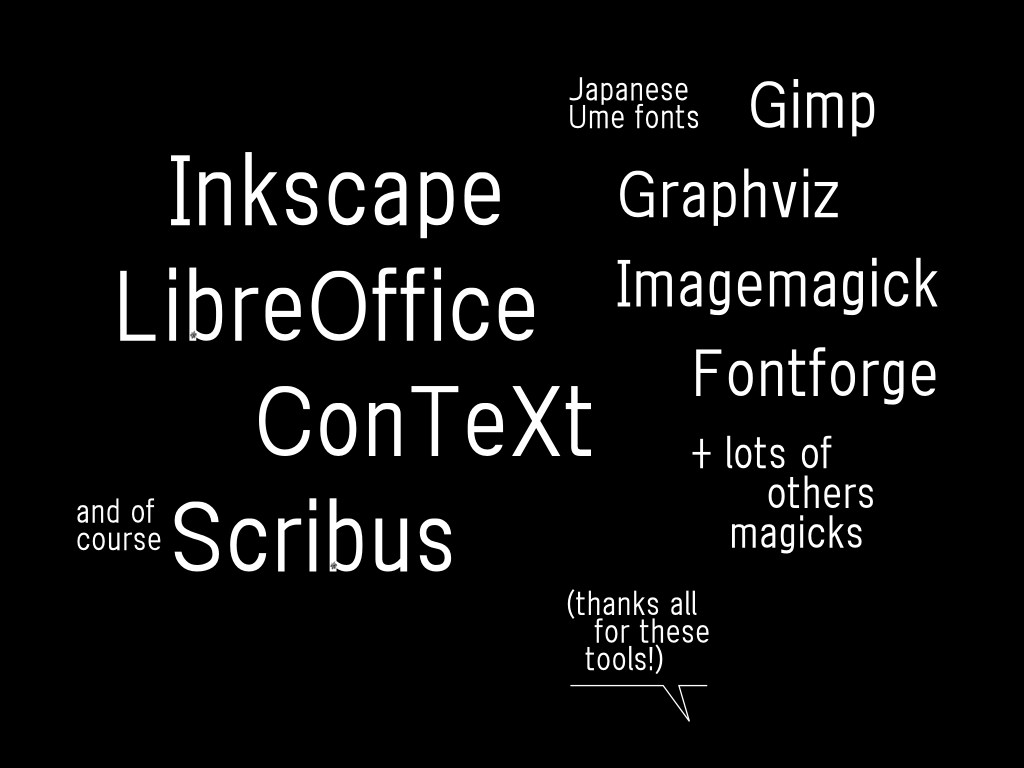 Inkscape
LibreOffice
ConTeXt
and of
course
Scribus
Japanese
Ume fonts
Gimp
Graphviz
Imagemagick
Fontforge
+ lots of
others
magicks
(thanks all
for these
tools!)